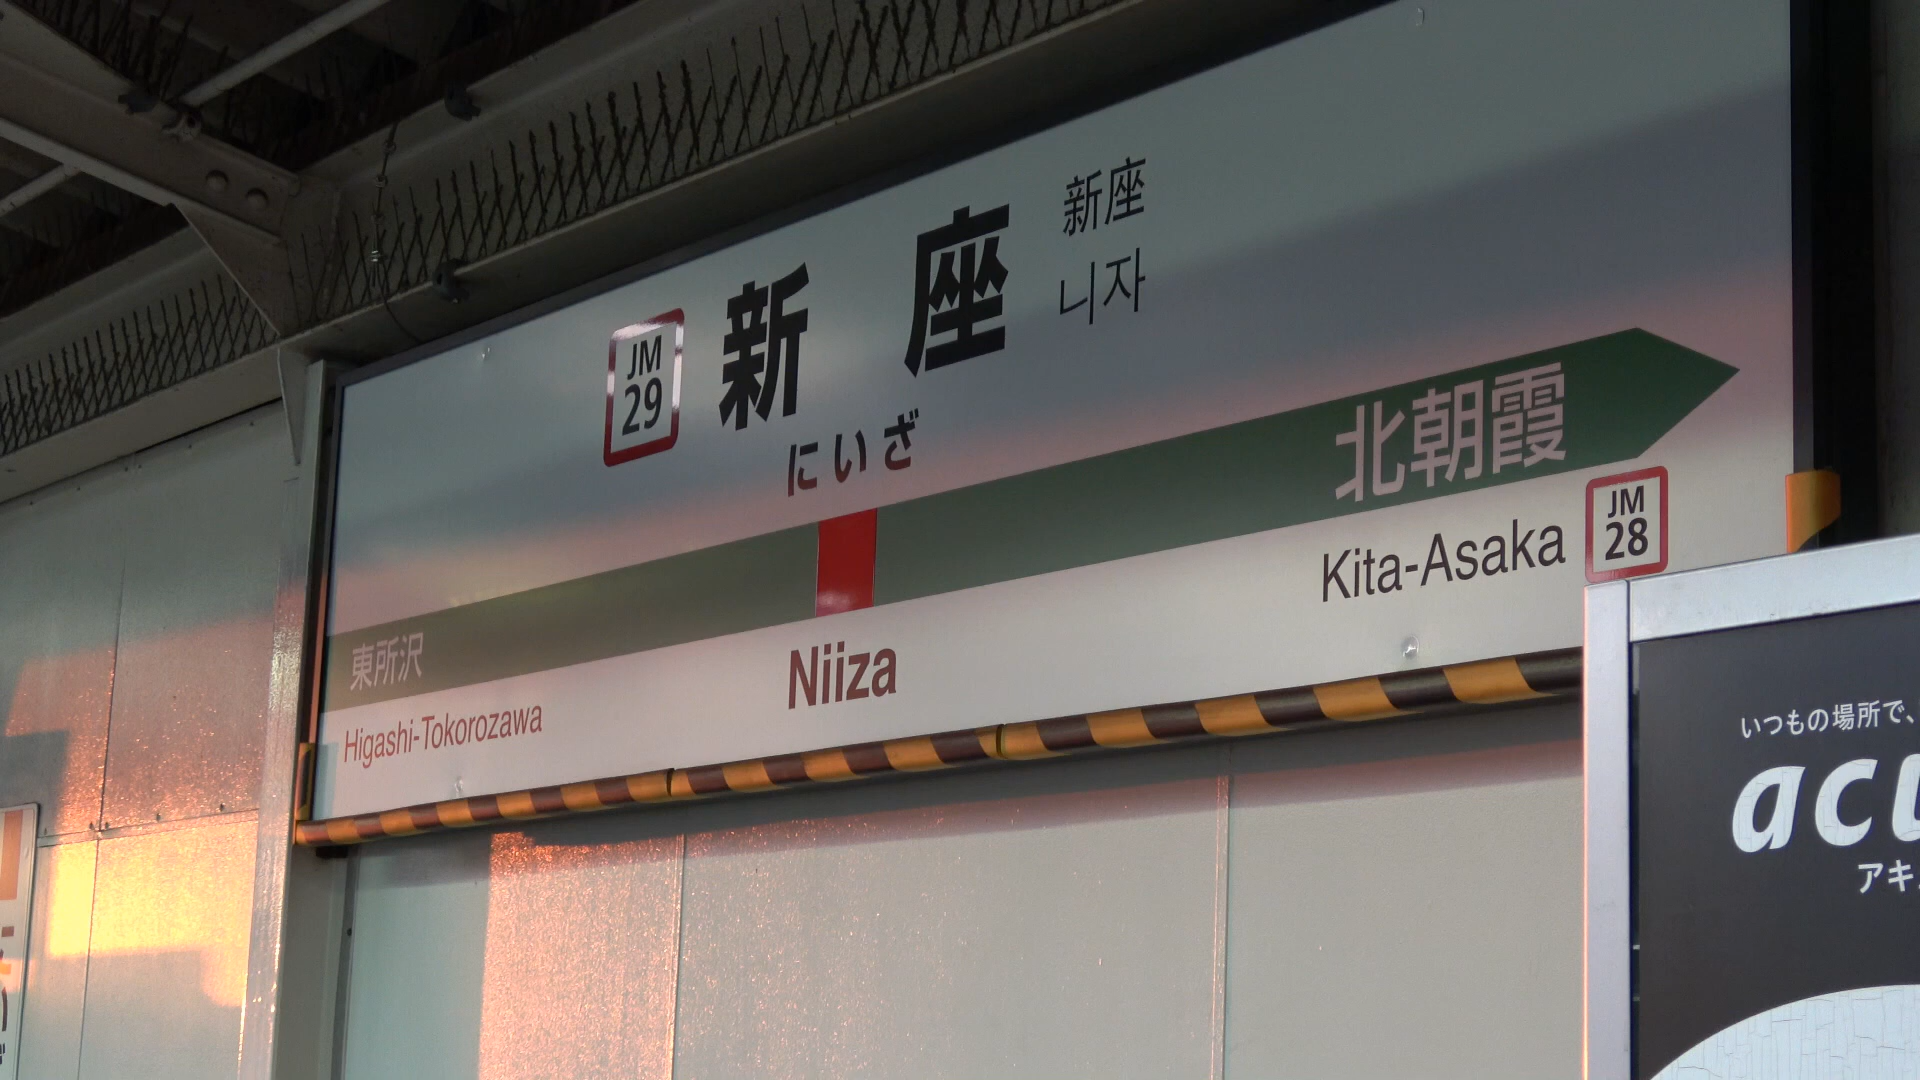 新座
니자
JM
29
新 座
にいざ
北朝霞
JM
28
Kita-Asaka
東所沢
Higashi-Tokorozawa
Niiza
いつもの場所で、
acu
アキ